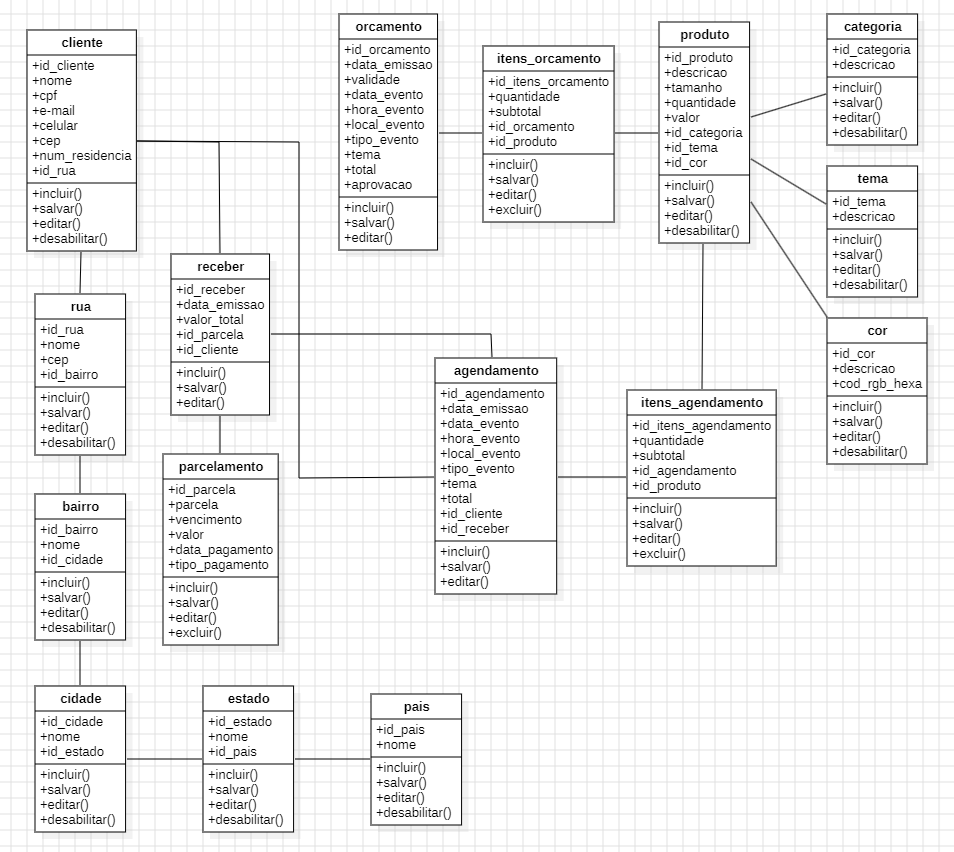 cliente
+id_cliente
+nome
+cpf
+e-mail
+celular
+cep
+num_residencia
+id_rua
+incluir()
+salvar()
+editar()
+desabilitar()
orcamento
+id_orcamento
+data_emissao
+validade
+data_evento
+hora_evento
+local_evento
+tipo_evento
+tema
+total
+aprovacao
+incluir()
+salvar()
+editar()
itens_orcamento
+id_itens_orcamento
+quantidade
+subtotal
+id_orcamento
+id_produto
+incluir()
+salvar()
+editar()
+excluir()
produto
+id_produto
+descricao
+tamanho
+quantidade
+valor
+id_categoria
+id_tema
+id_cor
+incluir()
+salvar()
+editar()
+desabilitar()
categoria
+id_categoria
+descricao
+incluir()
+salvar()
+editar()
+desabilitar()
tema
+id_tema
+descricao
+incluir()
+salvar()
+editar()
+desabilitar()
cor
+id_cor
+descricao
+cod_rgb_hexa
+incluir()
+salvar()
+editar()
+desabilitar()
receber
+id_receber
+data_emissao
+valor_total
+id_parcela
+id_cliente
+incluir()
+salvar()
+editar()
rua
+id_rua
+nome
+cep
+id_bairro
+incluir()
+salvar()
+editar()
+desabilitar()
agendamento
+id_agendamento
+data_emissao
+data_evento
+hora_evento
+local_evento
+tipo_evento
+tema
+total
+id_cliente
+id_receber
+incluir()
+salvar()
+editar()
itens_agendamento
+id_itens_agendamento
+quantidade
+subtotal
+id_agendamento
+id_produto
+incluir()
+salvar()
+editar()
+excluir()
parcelamento
+id_parcela
+parcela
+vencimento
+valor
+data_pagamento
+tipo_pagamento
+incluir()
+salvar()
+editar()
+excluir()
bairro
+id_bairro
+nome
+id_cidade
+incluir()
+salvar()
+editar()
+desabilitar()
cidade
+id_cidade
+nome
+id_estado
+incluir()
+salvar()
+editar()
+desabilitar()
estado
+id_estado
+nome
+id_pais
+incluir()
+salvar()
+editar()
+desabilitar()
pais
+id_pais
+nome
+incluir()
+salvar()
+editar()
+desabilitar()